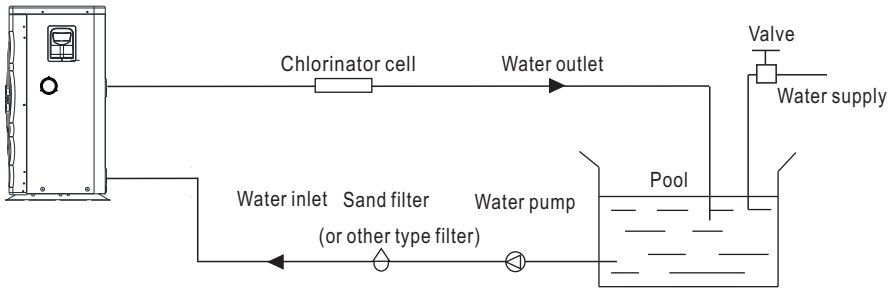 Valve
Chlorinator cell
Water outlet
Water supply
Pool
Water inlet
Sand filter
Water pump
(or other type filter)